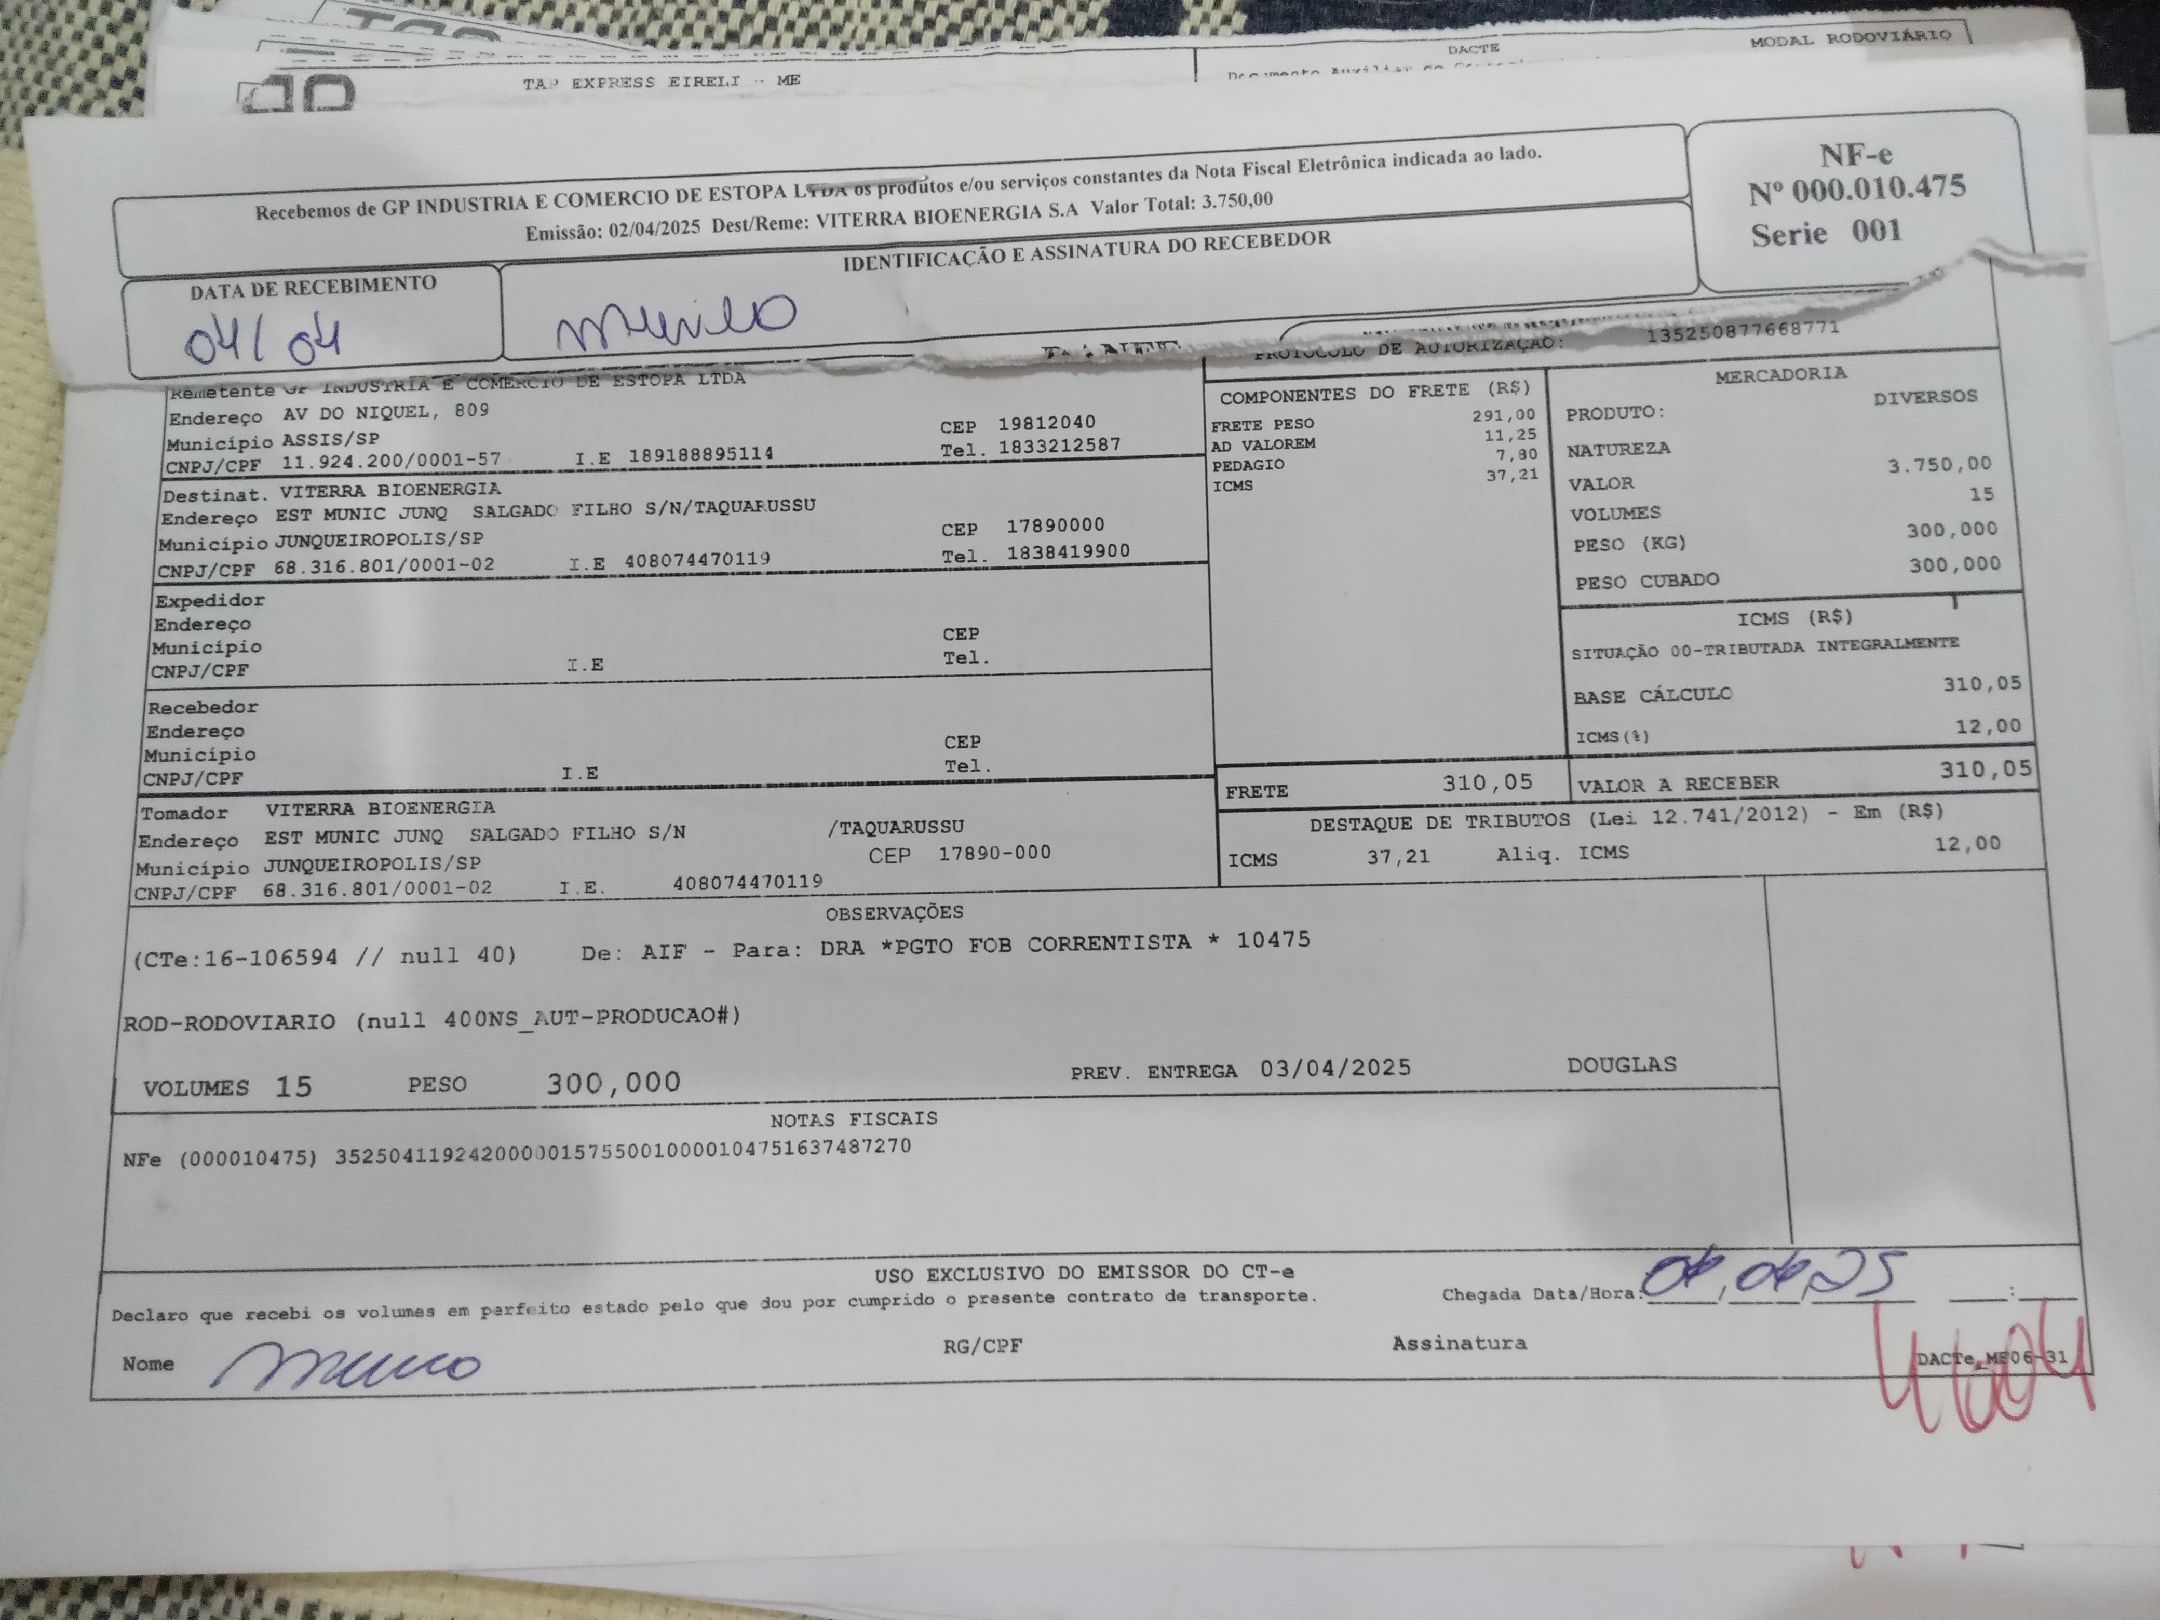 DACTE
MODAL RODOVIÁRIO
TAP EXPRESS EIRELI - ME
Recebemos de GP INDUSTRIA E COMERCIO DE ESTOPA LTDA os produtos e/ou serviços constantes da Nota Fiscal Eletrônica indicada ao lado.
Emissão: 02/04/2025 Dest/Reme: VITERRA BIOENERGIA S.A Valor Total: 3.750,00
NF-e
Nº 000.010.475
Serie 001
DATA DE RECEBIMENTO
04/04
IDENTIFICAÇÃO E ASSINATURA DO RECEBEDOR
Murilo
PROTOCOLO DE AUTORIZAÇÃO: 135250877668771
Remetente GP INDUSTRIA E COMERCIO DE ESTOPA LTDA
Endereço AV DO NIQUEL, 809
CEP 19812040
Município ASSIS/SP
Tel. 1833212587
CNPJ/CPF 11.924.200/0001-57 I.E 189188895114
Destinat. VITERRA BIOENERGIA
Endereço EST MUNIC JUNQ SALGADO FILHO S/N/TAQUARUSSU
CEP 17890000
Município JUNQUEIROPOLIS/SP
Tel. 1838419900
CNPJ/CPF 68.316.801/0001-02 I.E 408074470119
Expedidor
Endereço
Município CEP
CNPJ/CPF I.E Tel.
Recebedor
Endereço
Município CEP
CNPJ/CPF I.E Tel.
Tomador VITERRA BIOENERGIA
Endereço EST MUNIC JUNQ SALGADO FILHO S/N /TAQUARUSSU
Município JUNQUEIROPOLIS/SP CEP 17890-000
CNPJ/CPF 68.316.801/0001-02 I.E. 408074470119
COMPONENTES DO FRETE (R$)
FRETE PESO 291,00
AD VALOREM 11,25
PEDAGIO 7,80
ICMS 37,21
MERCADORIA
PRODUTO: DIVERSOS
NATUREZA
VALOR 3.750,00
VOLUMES 15
PESO (KG) 300,000
PESO CUBADO 300,000
ICMS (R$)
SITUAÇÃO 00-TRIBUTADA INTEGRALMENTE
BASE CÁLCULO 310,05
ICMS(%) 12,00
FRETE 310,05 VALOR A RECEBER 310,05
DESTAQUE DE TRIBUTOS (Lei 12.741/2012) - Em (R$)
ICMS 37,21 Aliq. ICMS 12,00
OBSERVAÇÕES
(CTe:16-106594 // null 40) De: AIF - Para: DRA *PGTO FOB CORRENTISTA * 10475
ROD-RODOVIARIO (null 400NS_AUT-PRODUCAO#)
VOLUMES 15 PESO 300,000 PREV. ENTREGA 03/04/2025 DOUGLAS
NOTAS FISCAIS
NFe (000010475) 35250411924200000157550010000104751637487270
USO EXCLUSIVO DO EMISSOR DO CT-e
Declaro que recebi os volumes em perfeito estado pelo que dou por cumprido o presente contrato de transporte.
Chegada Data/Hora: 04, 04, 25 :
Nome Murilo RG/CPF Assinatura
DACTe_MF06-31